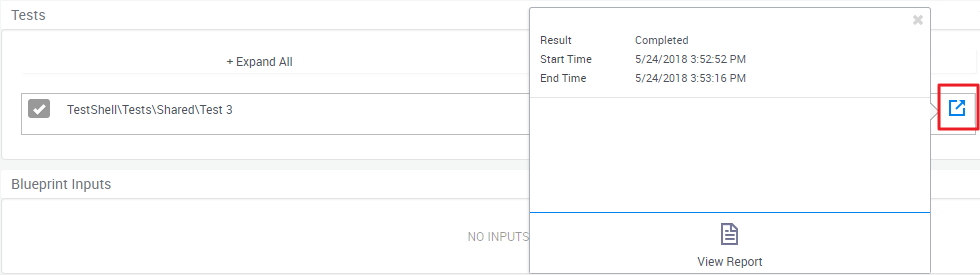 Tests
+ Expand All
TestShell\Tests\Shared\Test 3
Result Completed
Start Time 5/24/2018 3:52:52 PM
End Time 5/24/2018 3:53:16 PM
View Report
Blueprint Inputs
NO INPUTS